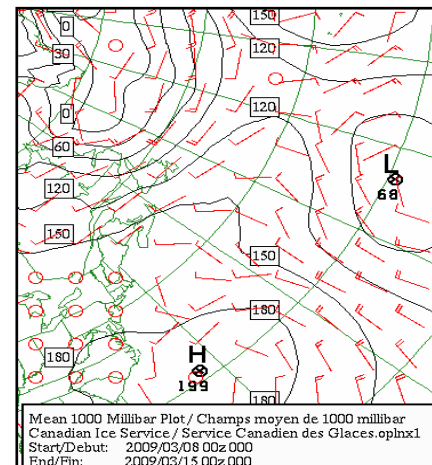 150
0
120
30
120
0
60
L
68
120
150
150
180
H
180
199
180
Mean 1000 Millibar Plot / Champs moyen de 1000 millibar
Canadian Ice Service / Service Canadien des Glaces.oplnx1
Start/Debut: 2009/03/08 00z 000
End/Fin: 2009/03/15 00z 000